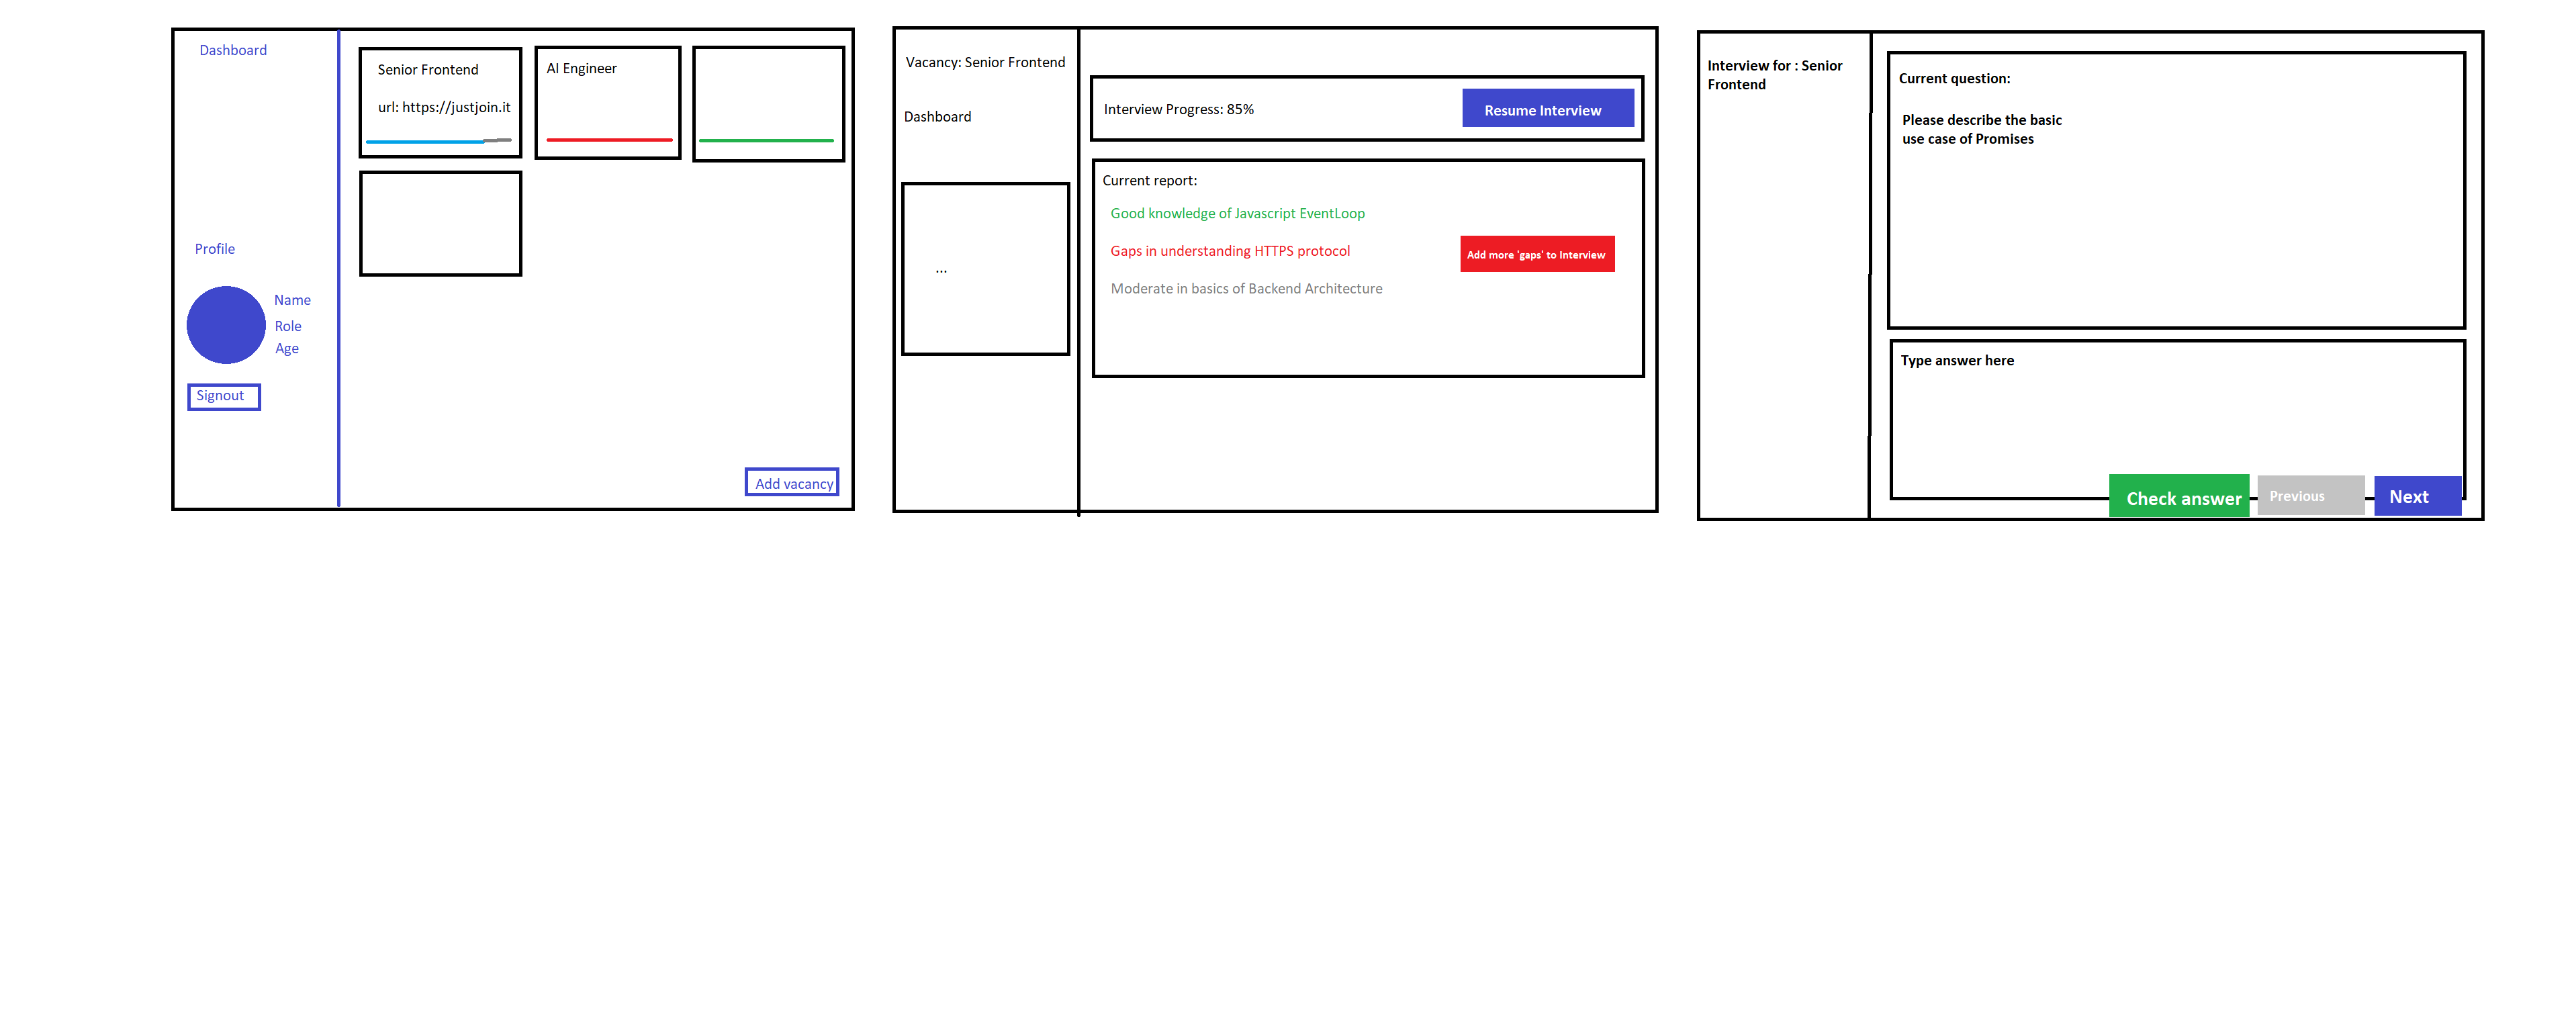 Dashboard
Senior Frontend
url: https://justjoin.it
AI Engineer
Profile
Name
Role
Age
Signout
Add vacancy
Vacancy: Senior Frontend
Dashboard
...
Interview Progress: 85%
Resume Interview
Current report:
Good knowledge of Javascript EventLoop
Gaps in understanding HTTPS protocol
Add more 'gaps' to Interview
Moderate in basics of Backend Architecture
Interview for : Senior
Frontend
Current question:
Please describe the basic
use case of Promises
Type answer here
Check answer
Previous
Next